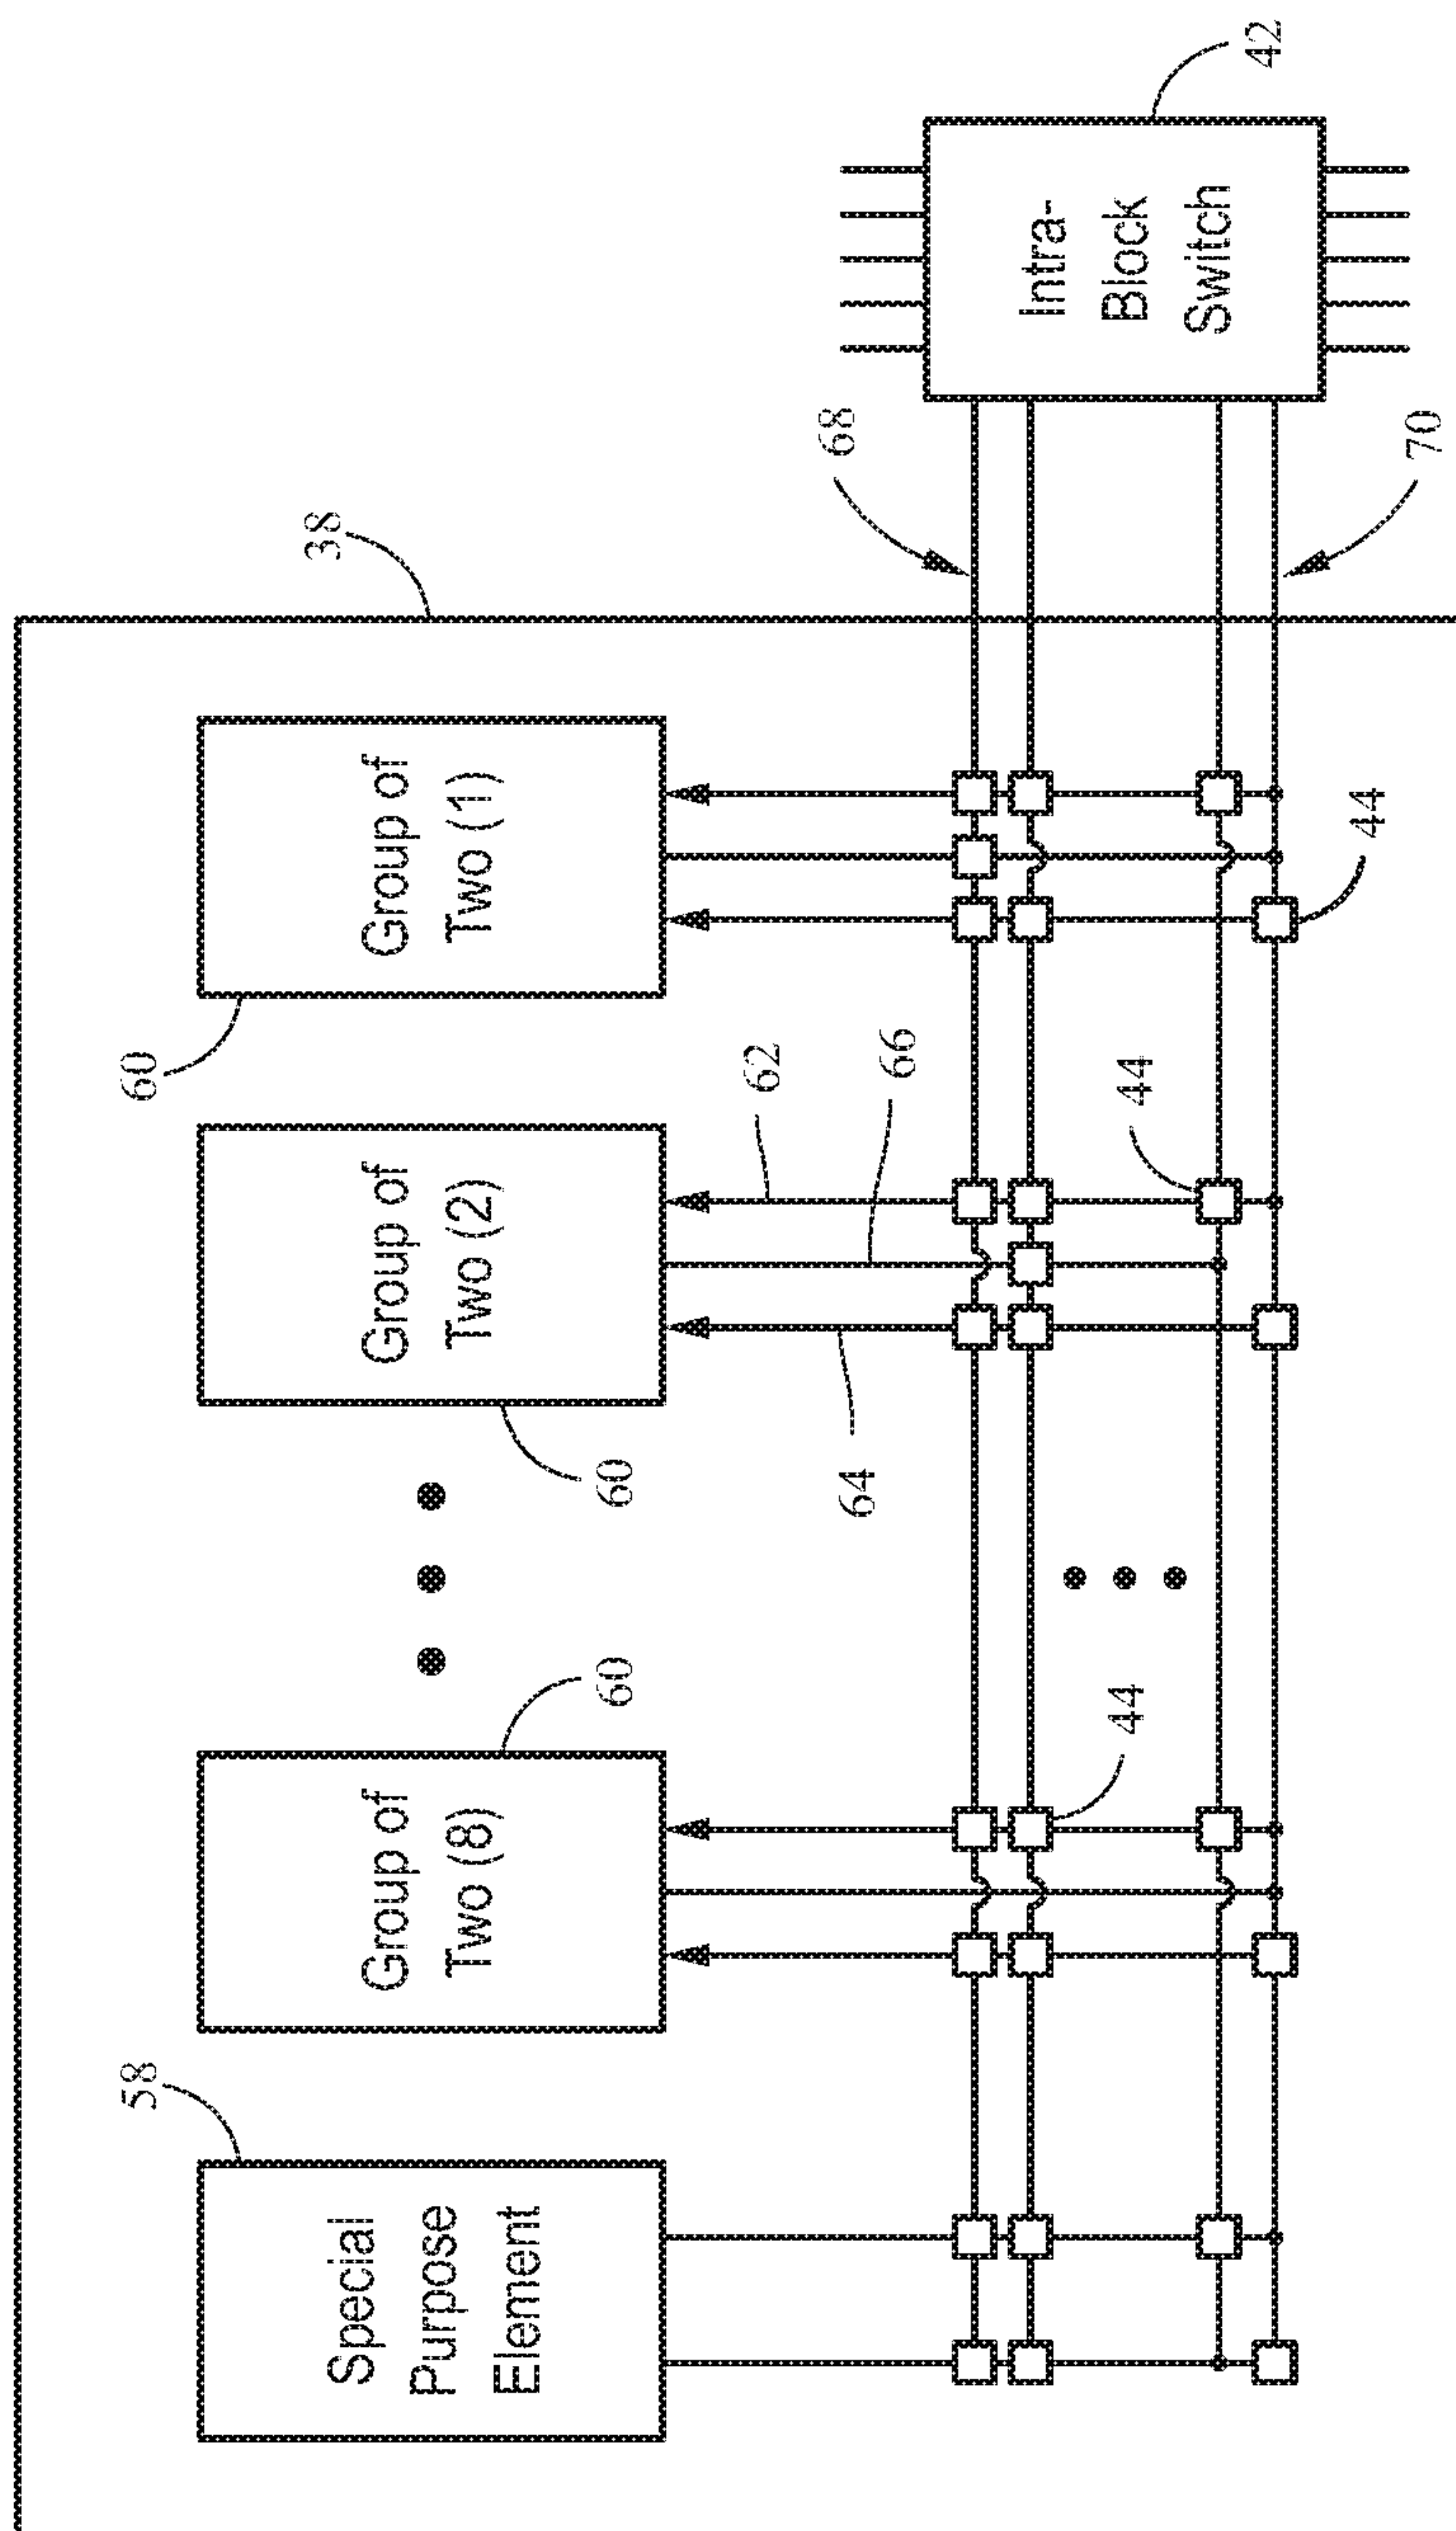 58
Special
Purpose
Element
60
Group of
Two (8)
60
Group of
Two (2)
60
Group of
Two (1)
38
62
66
64
44
44
44
68
70
42
Intra-
Block
Switch